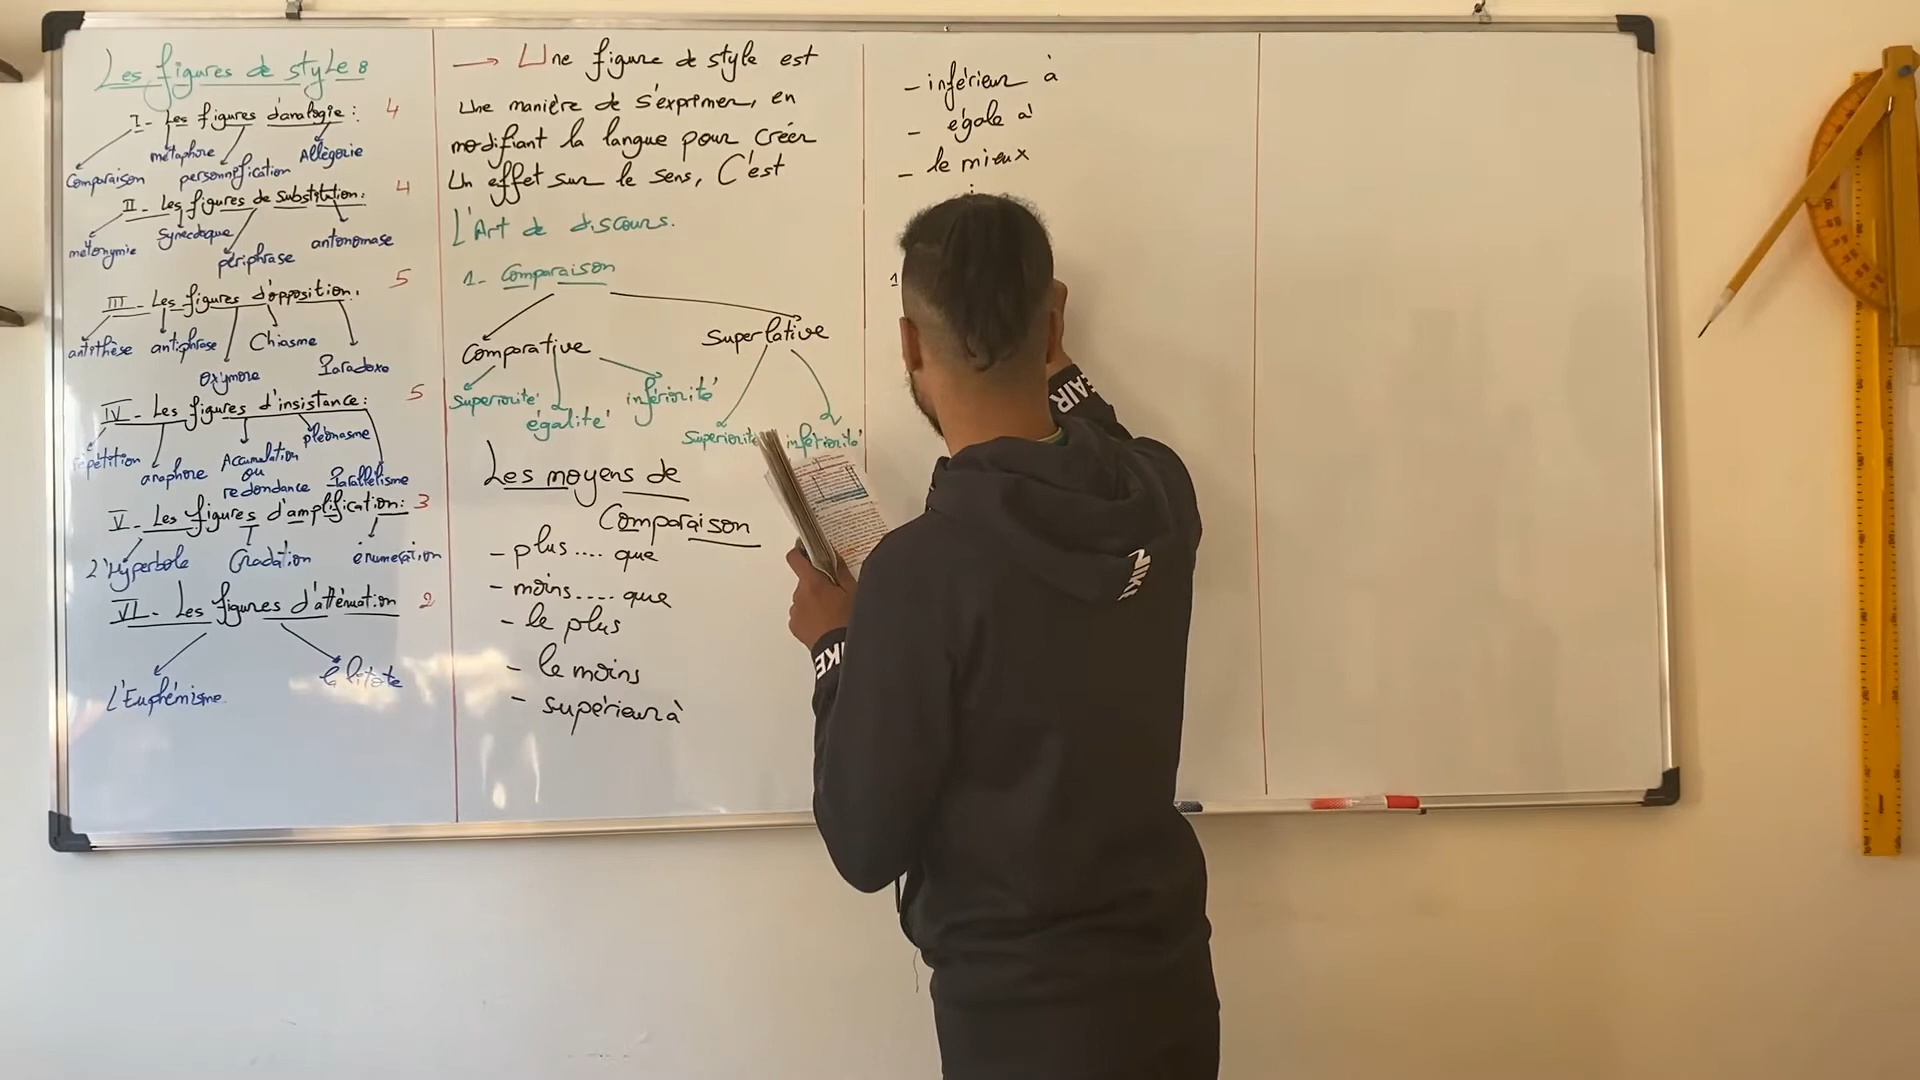 Les figures de style 8
I- Les figures d'analogie : 4
Comparaison
métaphore
personnification
Allégorie
II- Les figures de substitution: 4
métonymie
synecdoque
périphrase
antonomase
III- Les figures d'opposition. 5
antithèse
antiphrase
oxymore
Chiasme
Paradoxe
IV- Les figures d'insistance: 5
répétition
anaphore
Accumulation
ou
redondance
pléonasme
Parallélisme
V- Les figures d'amplification: 3
L'Hyperbole
Gradation
énumération
VI- Les figures d'atténuation 2
L'Euphémisme
la litote
→ Une figure de style est
Une manière de s'exprimer, en
modifiant la langue pour créer
Un effet sur le sens, C'est
L'Art de discours.
1- Comparaison
Comparative
Superlative
Superiorité
égalité
infériorité
Superiorité
infériorité
Les moyens de
Comparaison
- plus.... que
- moins.... que
- le plus
- le moins
- supérieur à
- inférieur à
- égale à
- le mieux
1
NIKE